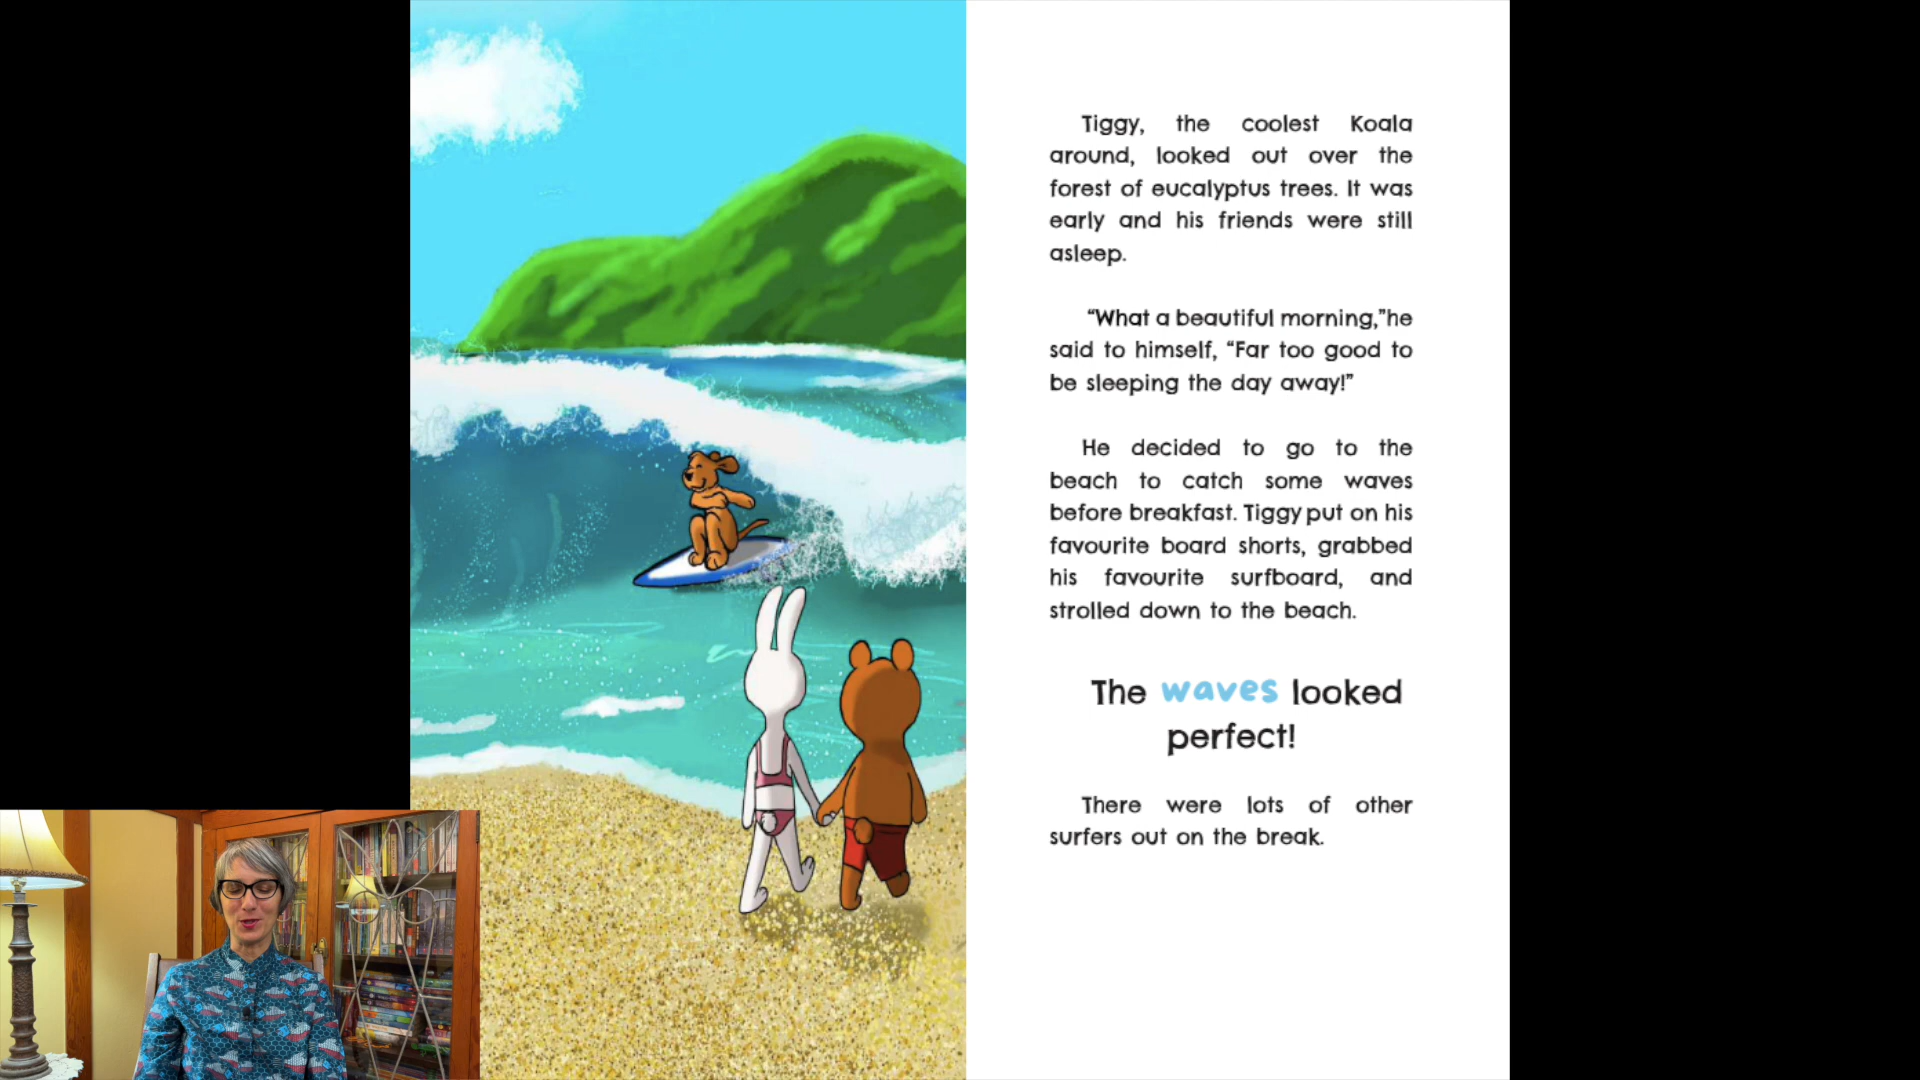 Tiggy, the coolest Koala
around, looked out over the
forest of eucalyptus trees. It was
early and his friends were still
asleep.
“What a beautiful morning,”he
said to himself, “Far too good to
be sleeping the day away!”
He decided to go to the
beach to catch some waves
before breakfast. Tiggy put on his
favourite board shorts, grabbed
his favourite surfboard, and
strolled down to the beach.
The waves looked
perfect!
There were lots of other
surfers out on the break.